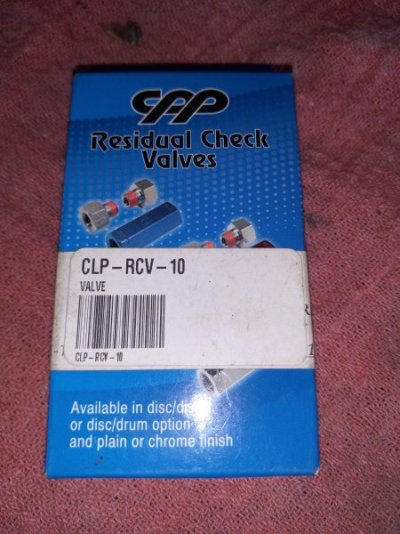 CPP
Residual Check
Valves
CLP-RCV-10
VALVE
CLP-RCV-10
Available in disc/dis
or disc/drum option
and plain or chrome finish